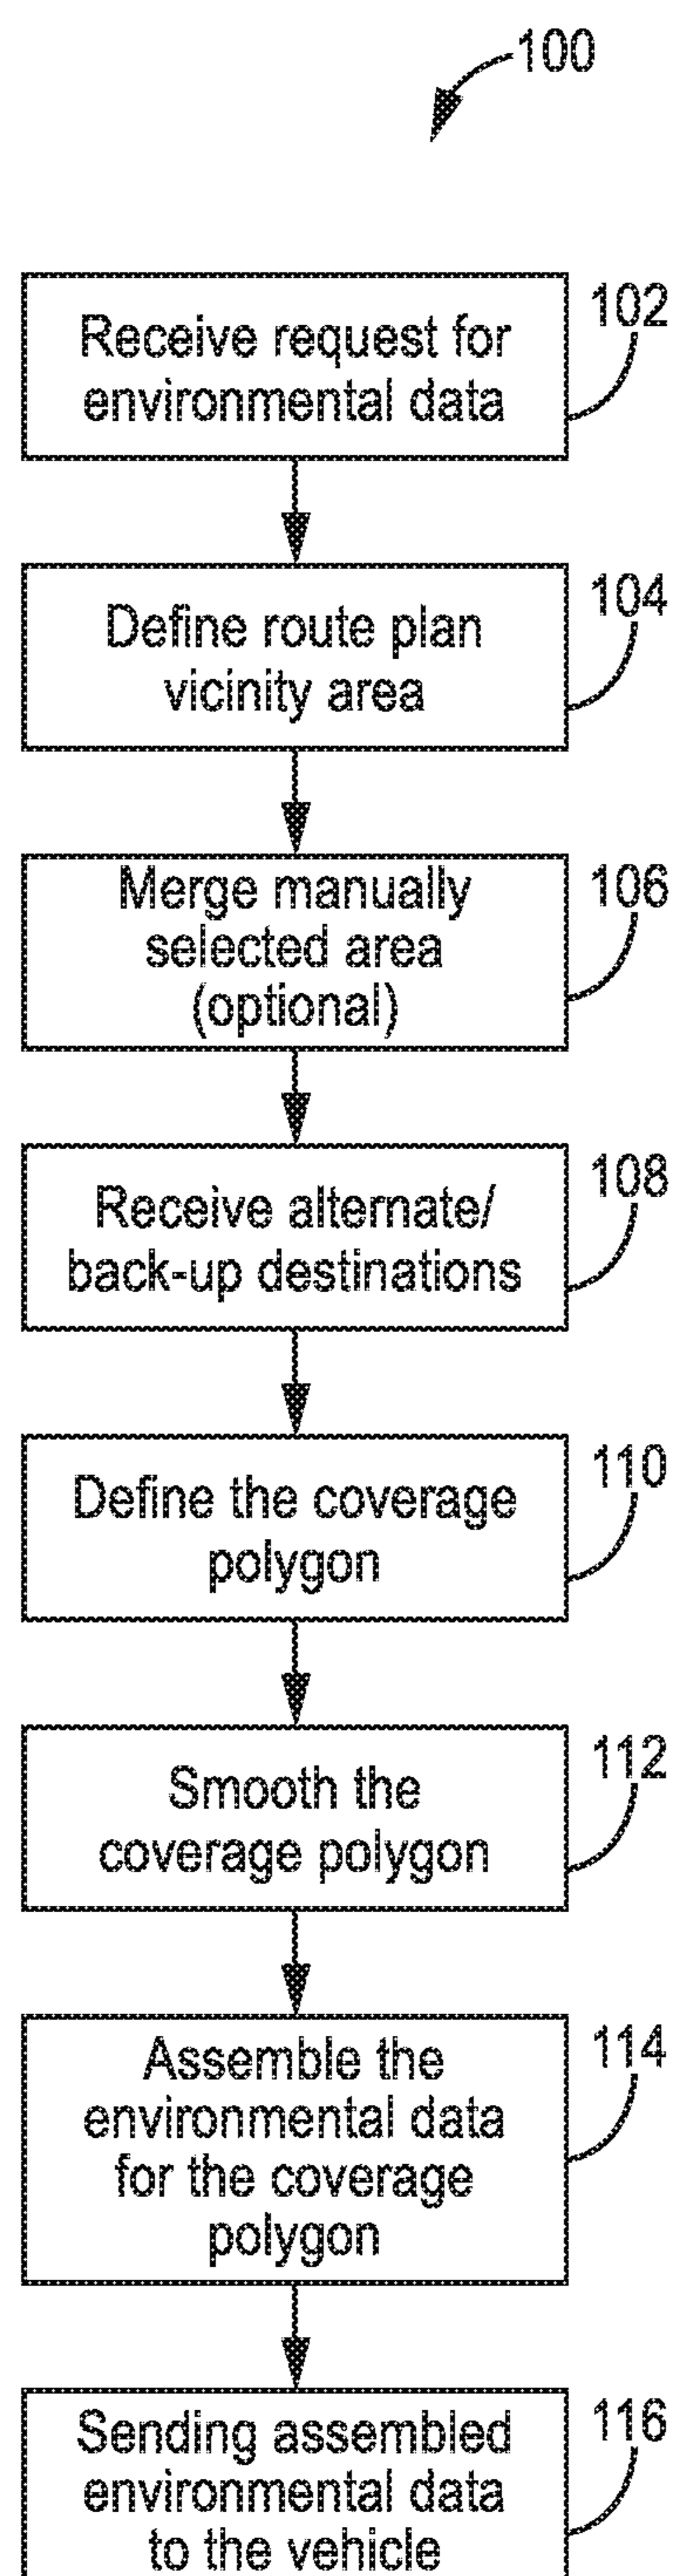 100
Receive request for
environmental data
102
Define route plan
vicinity area
104
Merge manually
selected area
(optional)
106
Receive alternate/
back-up destinations
108
Define the coverage
polygon
110
Smooth the
coverage polygon
112
Assemble the
environmental data
for the coverage
polygon
114
Sending assembled
environmental data
to the vehicle
116